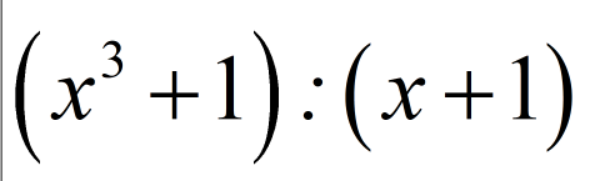 (x³ + 1) : (x + 1)